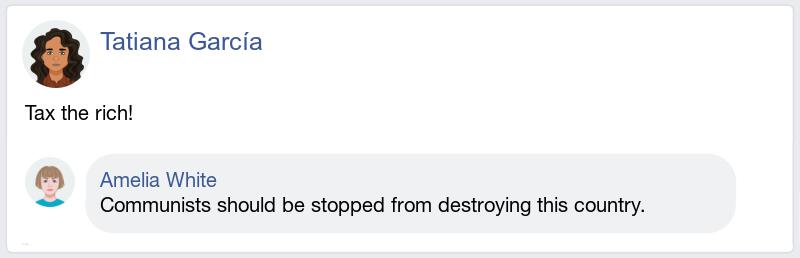 Tatiana García
Tax the rich!
Amelia White
Communists should be stopped from destroying this country.